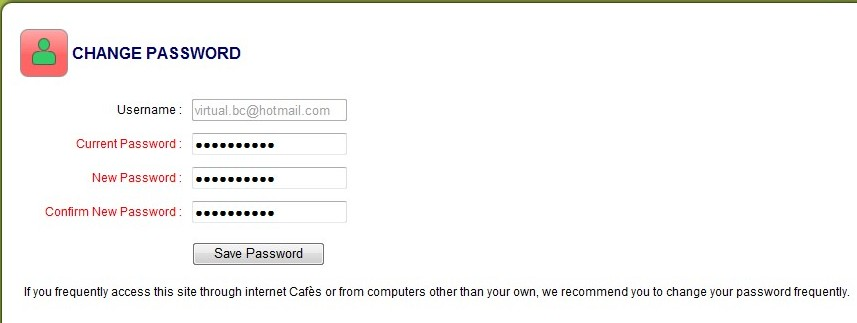 CHANGE PASSWORD
Username : virtual.bc@hotmail.com
Current Password : ●●●●●●●●●●
New Password : ●●●●●●●●●●
Confirm New Password : ●●●●●●●●●●
Save Password
If you frequently access this site through internet Cafès or from computers other than your own, we recommend you to change your password frequently.